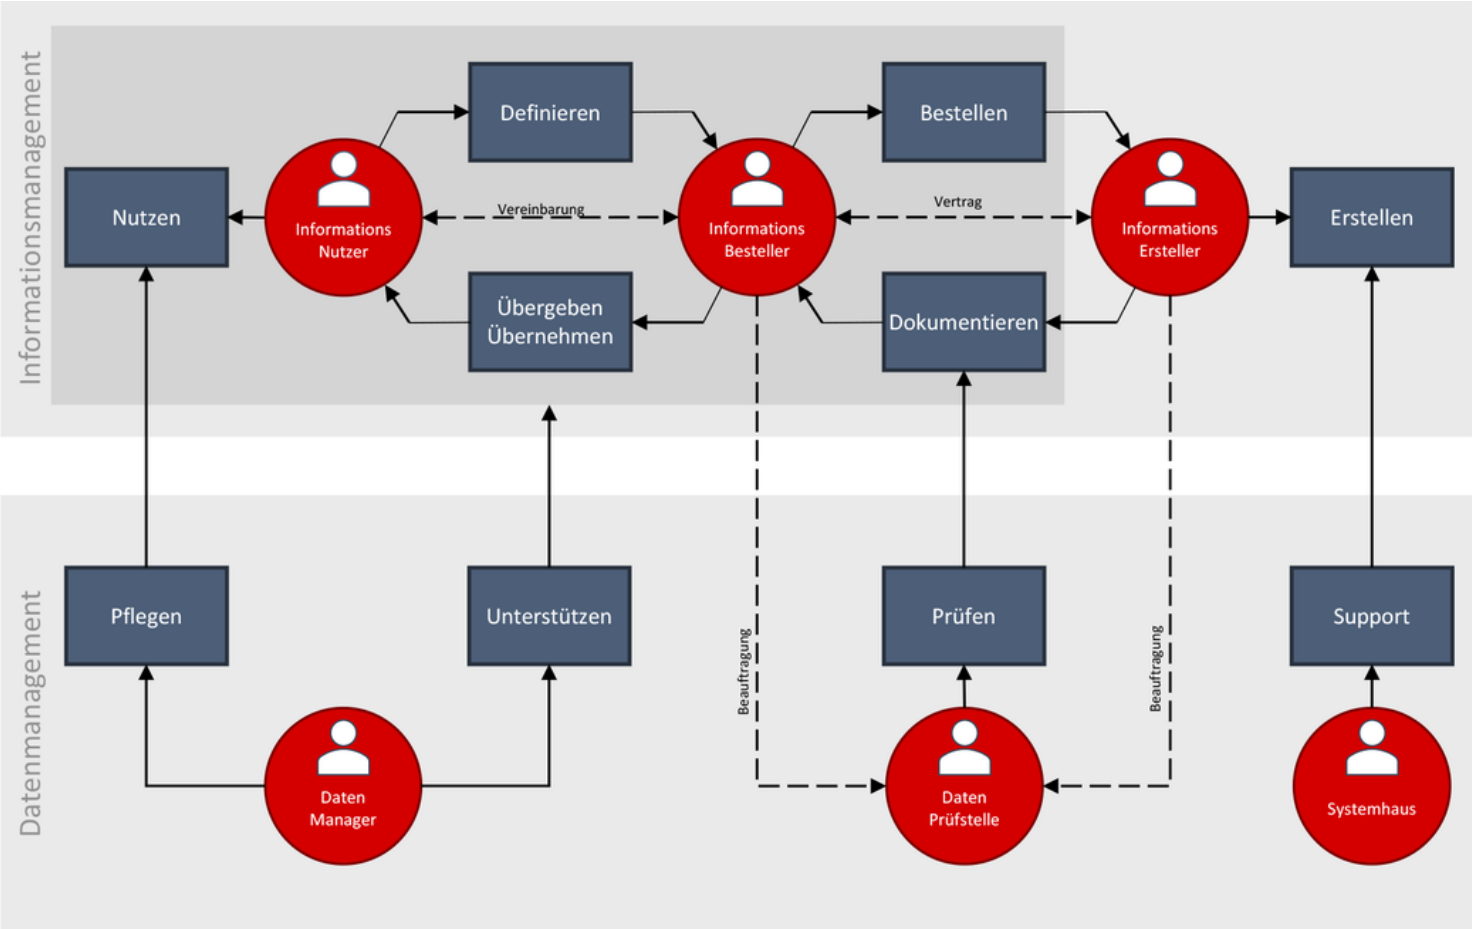 Informationsmanagement
Definieren
Bestellen
Nutzen
Informations
Nutzer
Vereinbarung
Informations
Besteller
Vertrag
Informations
Ersteller
Erstellen
Übergeben
Übernehmen
Dokumentieren
Datenmanagement
Pflegen
Unterstützen
Beauftragung
Prüfen
Beauftragung
Support
Daten
Manager
Daten
Prüfstelle
Systemhaus